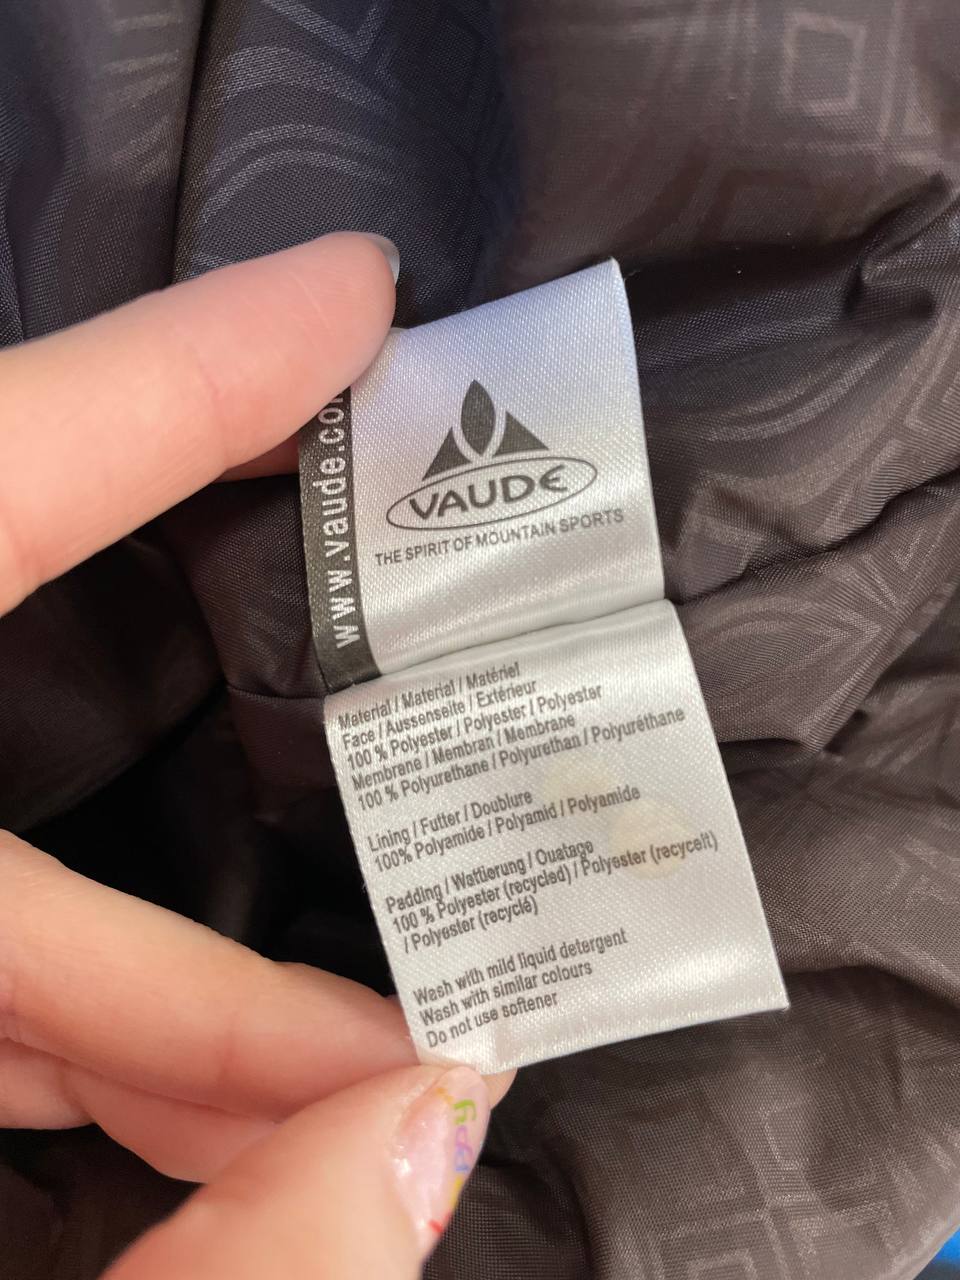 www.vaude.com
VAUDE
THE SPIRIT OF MOUNTAIN SPORTS
Material / Material / Matériel
Face / Aussenseite / Extérieur
100 % Polyester / Polyester / Polyestar
Membrane / Membran / Membrane
100 % Polyurethane / Polyurethan / Polyuréthane
Lining / Futter / Doublure
100% Polyamide / Polyamid / Polyamide
Padding / Wattierung / Ouatage
100 % Polyester (recycled) / Polyester (recycelt)
/ Polyester (recyclé)
Wash with mild liquid detergent
Wash with similar colours
Do not use softener